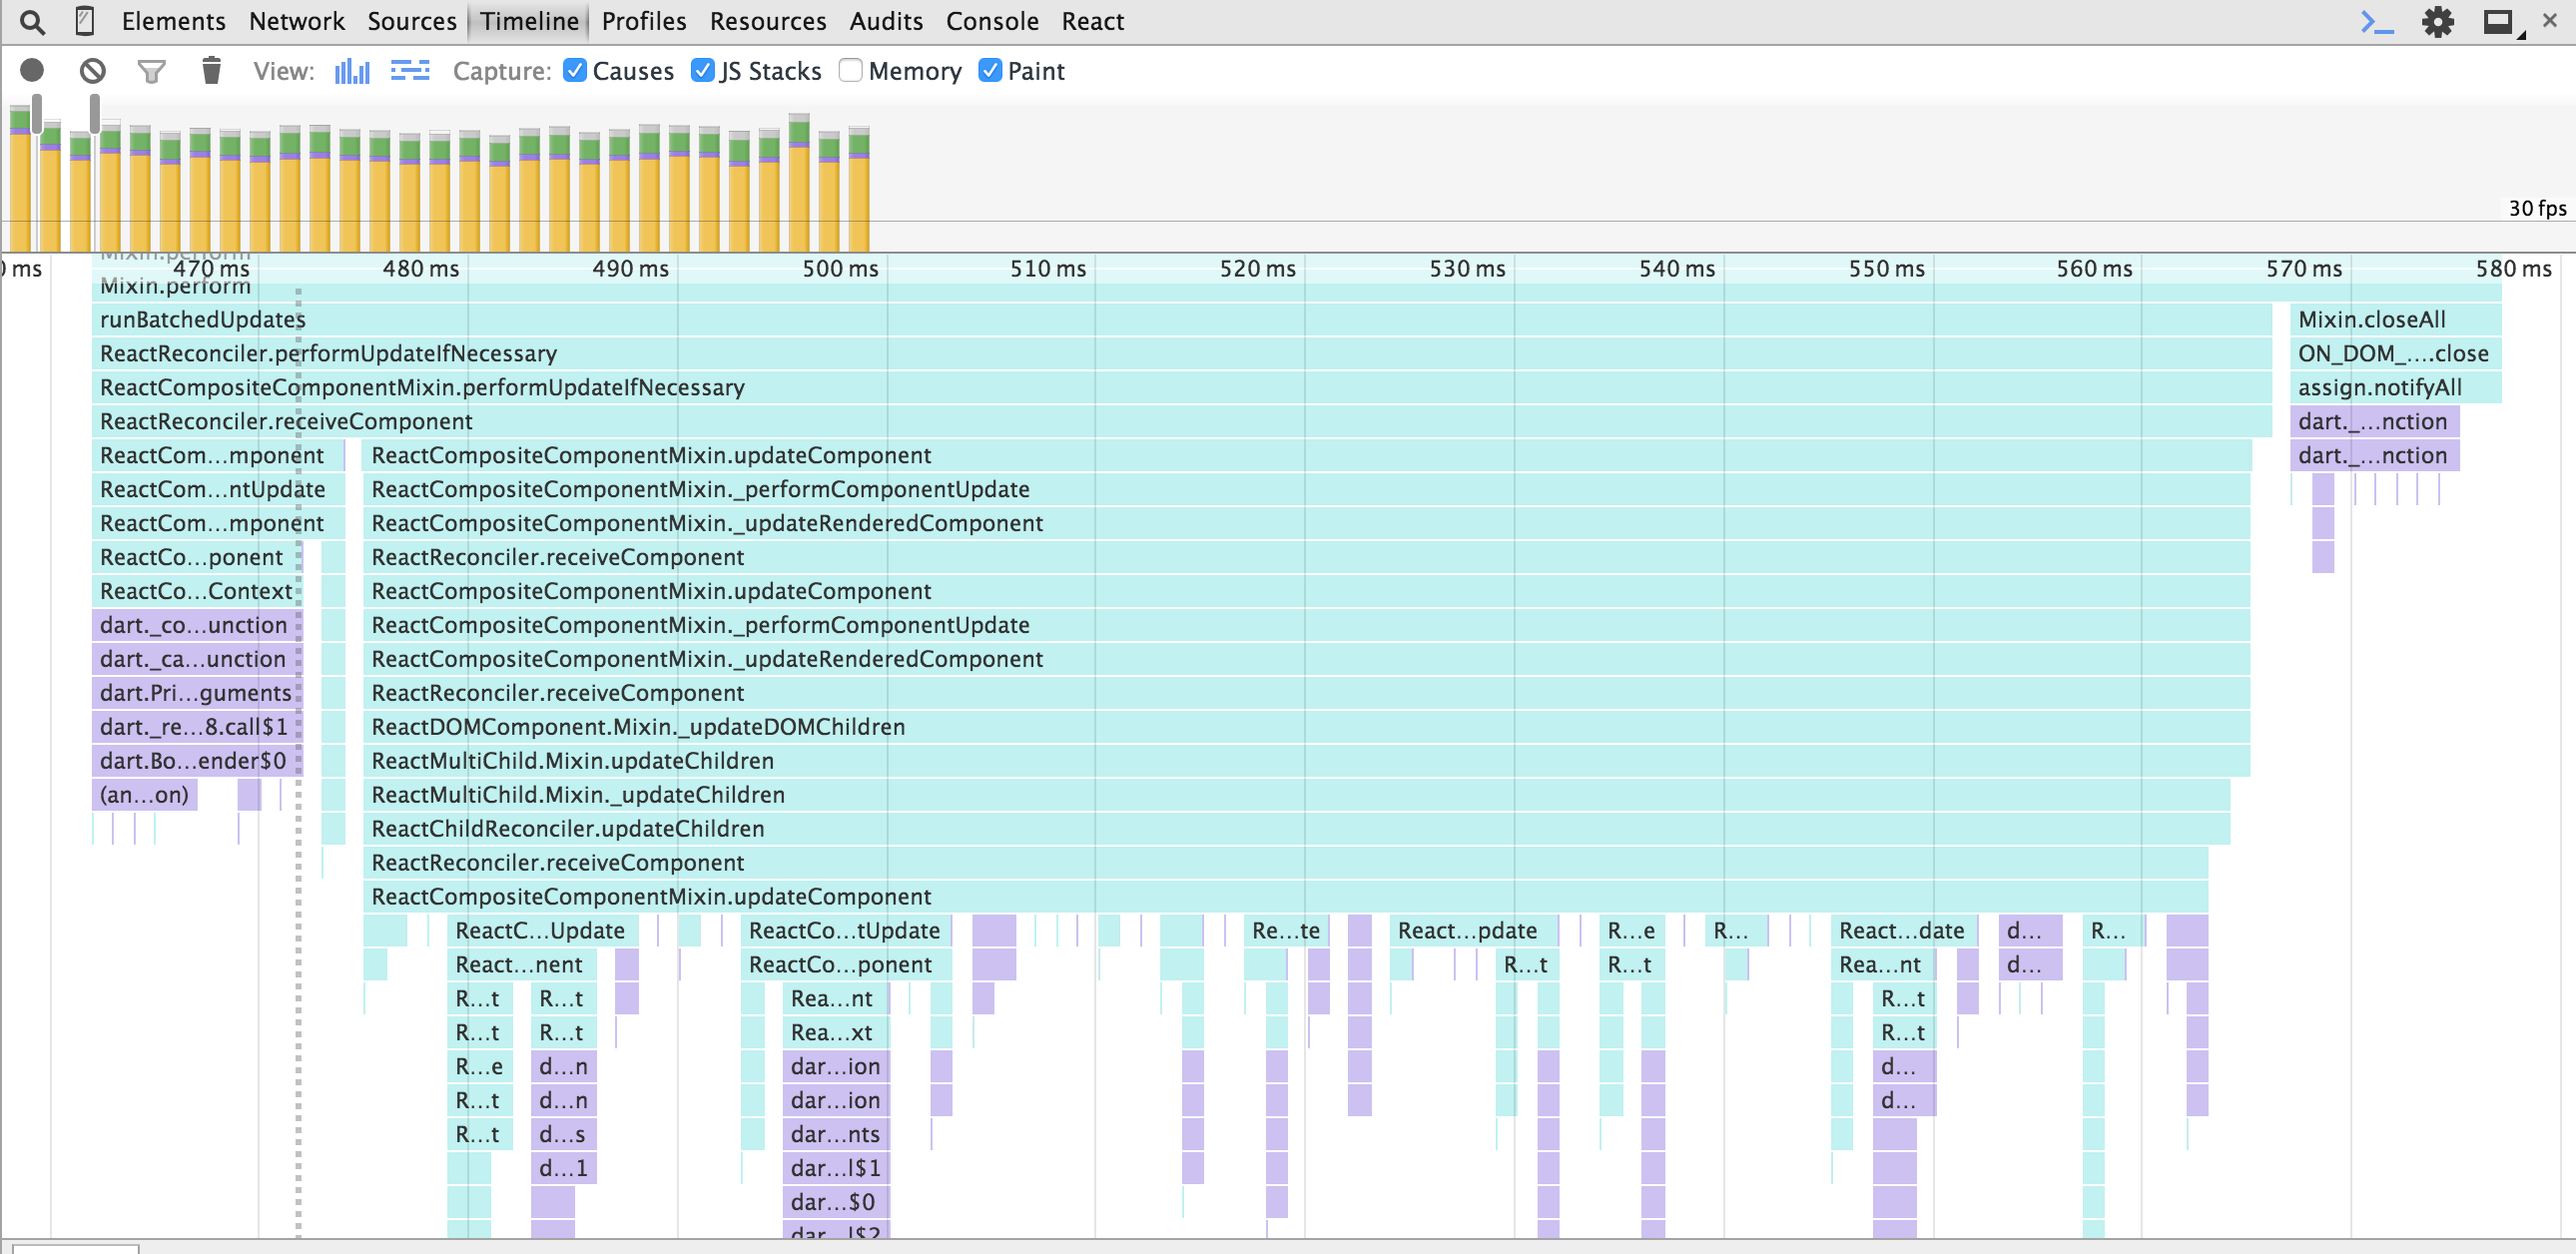 Elements Network Sources Timeline Profiles Resources Audits Console React
View: Capture: Causes JS Stacks Memory Paint
30 fps
0 ms 470 ms 480 ms 490 ms 500 ms 510 ms 520 ms 530 ms 540 ms 550 ms 560 ms 570 ms 580 ms
Mixin.perform
Mixin.perform
runBatchedUpdates Mixin.closeAll
ReactReconciler.performUpdateIfNecessary ON_DOM_....close
ReactCompositeComponentMixin.performUpdateIfNecessary assign.notifyAll
ReactReconciler.receiveComponent dart._...nction
ReactCom...mponent ReactCompositeComponentMixin.updateComponent dart._...nction
ReactCom...ntUpdate ReactCompositeComponentMixin._performComponentUpdate
ReactCom...mponent ReactCompositeComponentMixin._updateRenderedComponent
ReactCo...ponent ReactReconciler.receiveComponent
ReactCo...Context ReactCompositeComponentMixin.updateComponent
dart._co...unction ReactCompositeComponentMixin._performComponentUpdate
dart._ca...unction ReactCompositeComponentMixin._updateRenderedComponent
dart.Pri...guments ReactReconciler.receiveComponent
dart._re...8.call$1 ReactDOMComponent.Mixin._updateDOMChildren
dart.Bo...ender$0 ReactMultiChild.Mixin.updateChildren
(an...on) ReactMultiChild.Mixin._updateChildren
ReactChildReconciler.updateChildren
ReactReconciler.receiveComponent
ReactCompositeComponentMixin.updateComponent
ReactC...Update ReactCo...tUpdate Re...te React...pdate R...e R... React...date d... R...
React...nent ReactCo...ponent R...t R...t Rea...nt d...
R...t R...t Rea...nt R...t
R...t R...t Rea...xt R...t
R...e d...n dar...ion d...
R...t d...n dar...ion d...
R...t d...s dar...nts
d...1 dar...l$1
dar...$0
dar...l$2